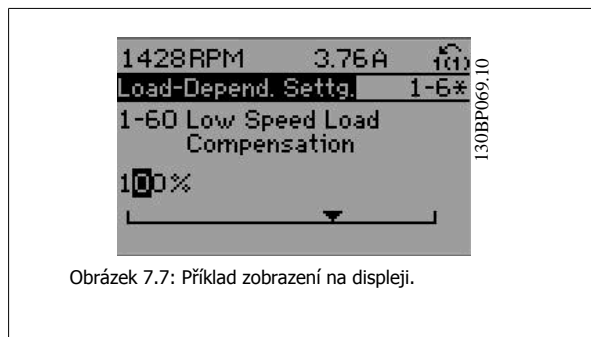 1428RPM 3.76A 1(1)
Load-Depend. Settg. 1-6*
1-60 Low Speed Load
Compensation
100%
130BP069.10
Obrázek 7.7: Příklad zobrazení na displeji.